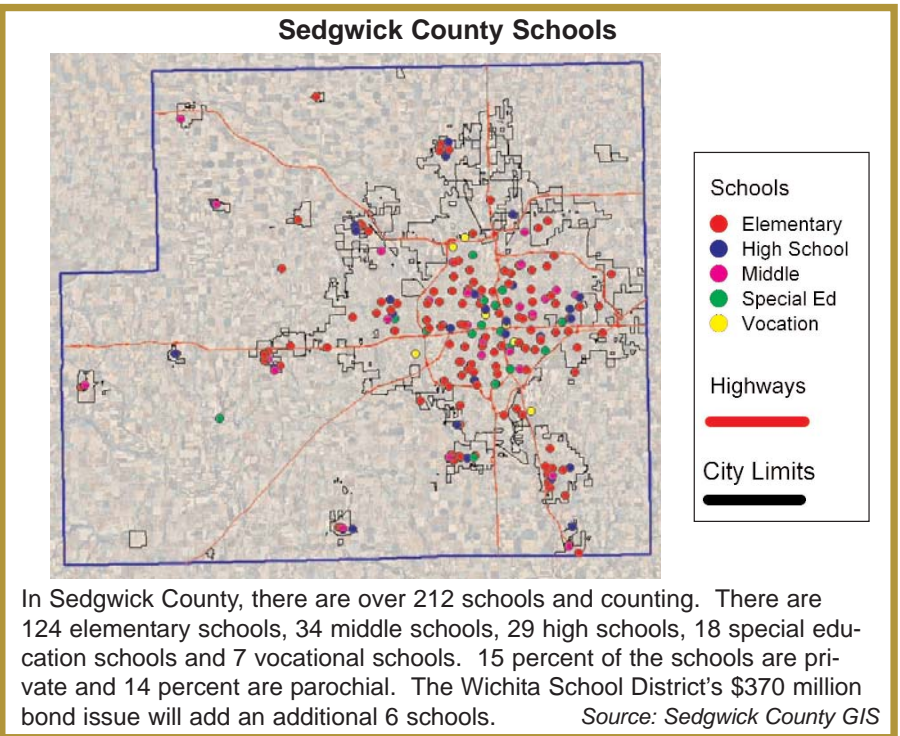 Sedgwick County Schools
Schools
Elementary
High School
Middle
Special Ed
Vocation
Highways
City Limits
In Sedgwick County, there are over 212 schools and counting. There are
124 elementary schools, 34 middle schools, 29 high schools, 18 special edu-
cation schools and 7 vocational schools. 15 percent of the schools are pri-
vate and 14 percent are parochial. The Wichita School District's $370 million
bond issue will add an additional 6 schools. Source: Sedgwick County GIS